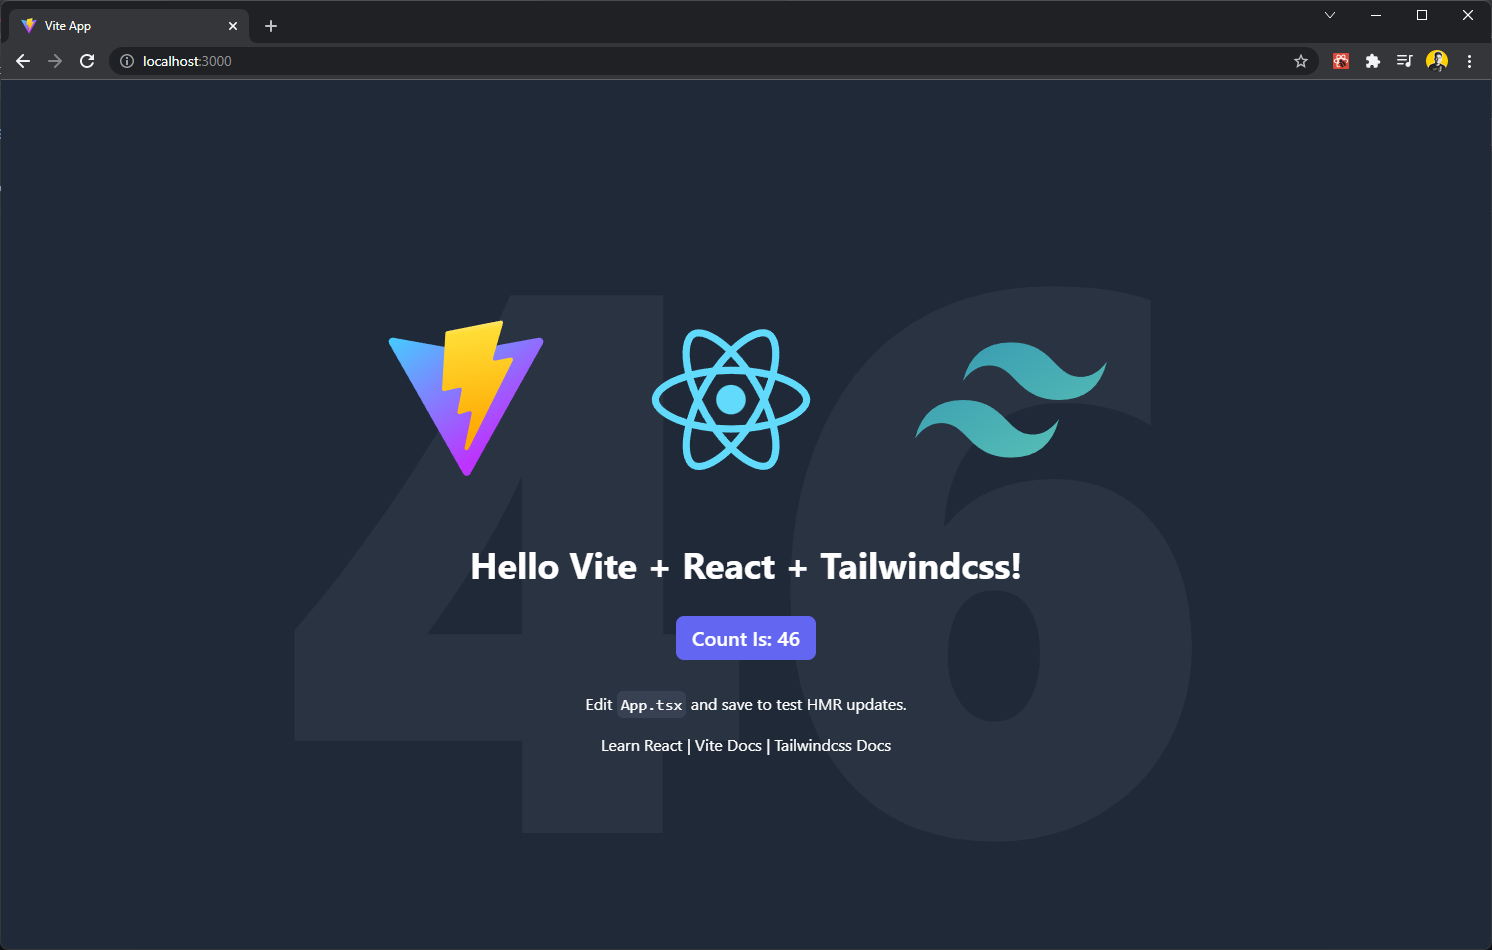 Vite App
localhost:3000
46
Hello Vite + React + Tailwindcss!
Count Is: 46
Edit App.tsx and save to test HMR updates.
Learn React | Vite Docs | Tailwindcss Docs